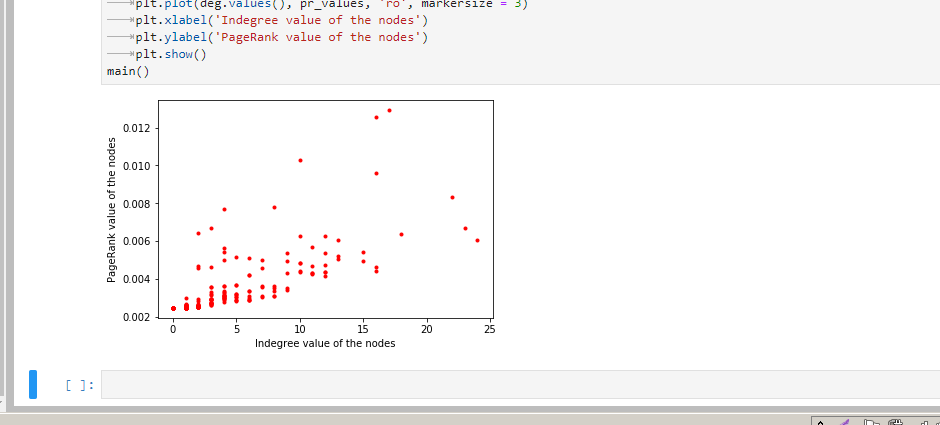 plt.plot(deg.values(), pr_values, 'ro', markersize = 3)
plt.xlabel('Indegree value of the nodes')
plt.ylabel('PageRank value of the nodes')
plt.show()
main()
0.012
0.010
0.008
0.006
0.004
0.002
PageRank value of the nodes
0 5 10 15 20 25
Indegree value of the nodes
[ ]: